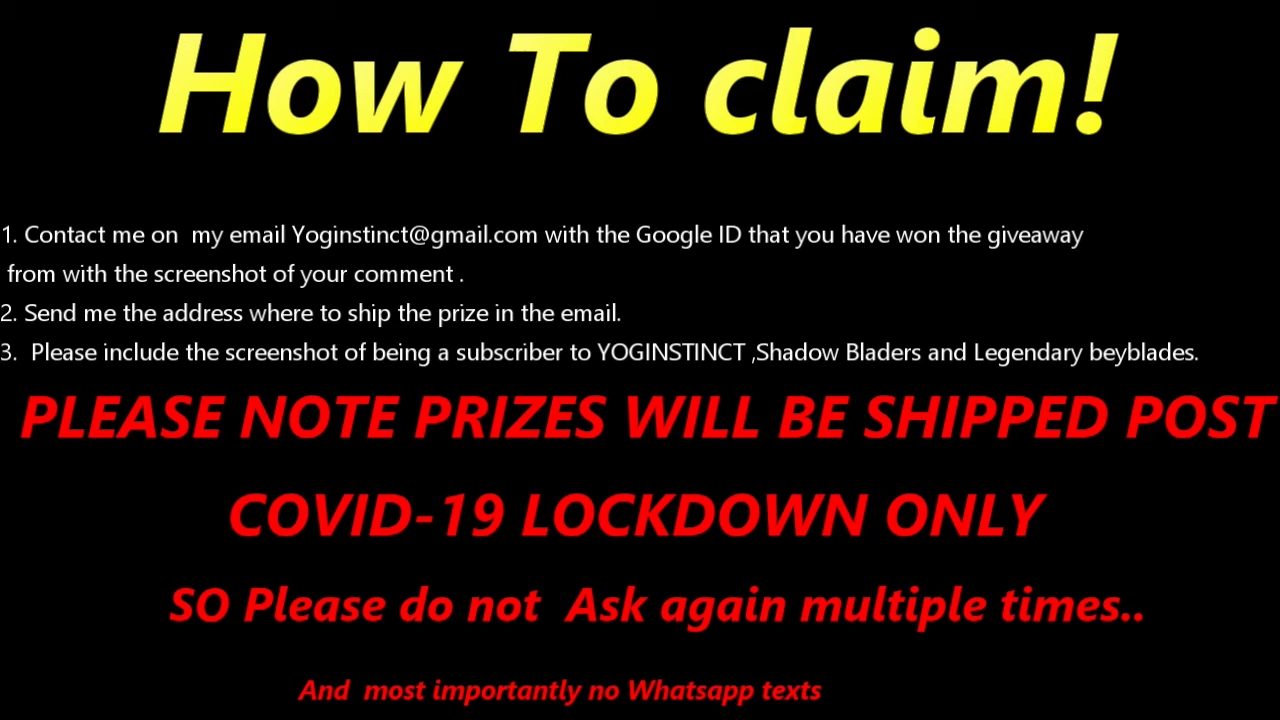 How To claim!
1. Contact me on  my email Yoginstinct@gmail.com with the Google ID that you have won the giveaway
from with the screenshot of your comment .
2. Send me the address where to ship the prize in the email.
3.  Please include the screenshot of being a subscriber to YOGINSTINCT ,Shadow Bladers and Legendary beyblades.
PLEASE NOTE PRIZES WILL BE SHIPPED POST
COVID-19 LOCKDOWN ONLY
SO Please do not  Ask again multiple times..
And  most importantly no Whatsapp texts